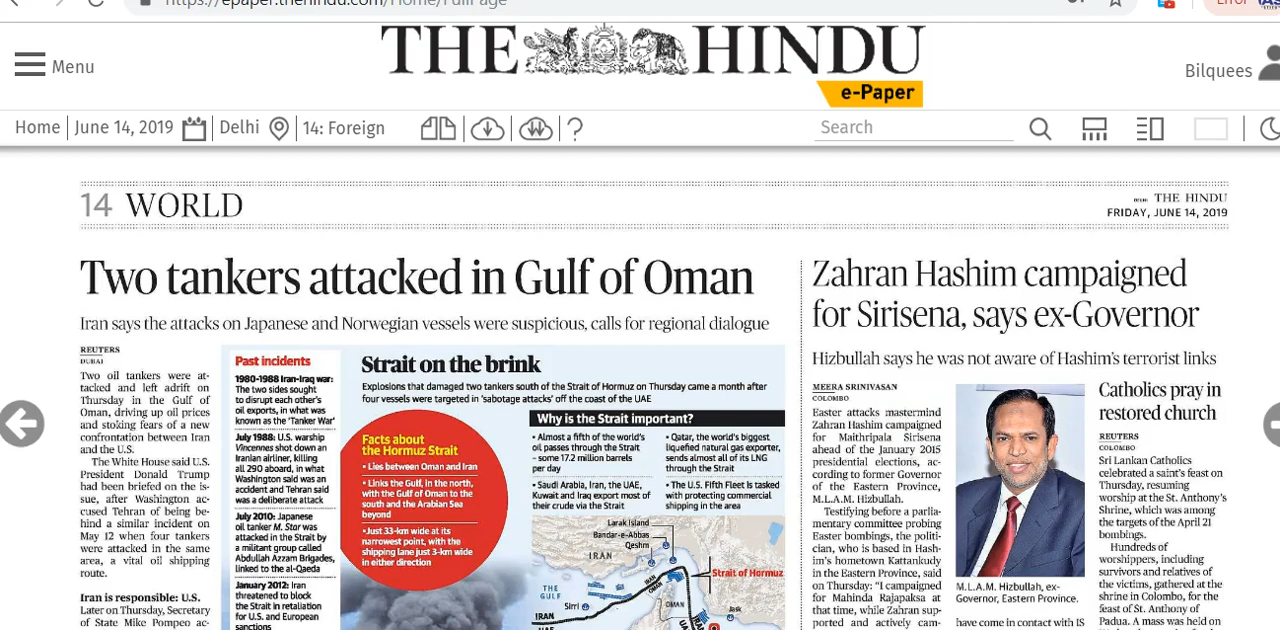 https://epaper.thehindu.com/Home/FullPage
Error
THE HINDU
e-Paper
Menu
Bilquees
Home June 14, 2019 Delhi 14: Foreign ? Search
14 WORLD
THE HINDU
FRIDAY, JUNE 14, 2019
Two tankers attacked in Gulf of Oman
Iran says the attacks on Japanese and Norwegian vessels were suspicious, calls for regional dialogue
REUTERS
DUBAI
Two oil tankers were at-
tacked and left adrift on
Thursday in the Gulf of
Oman, driving up oil prices
and stoking fears of a new
confrontation between Iran
and the U.S.
The White House said U.S.
President Donald Trump
had been briefed on the is-
sue, after Washington ac-
cused Tehran of being be-
hind a similar incident on
May 12 when four tankers
were attacked in the same
area, a vital oil shipping
route.
Iran is responsible: U.S.
Later on Thursday, Secretary
of State Mike Pompeo ac-
Past incidents
1980-1988 Iran-Iraq war:
The two sides sought
to disrupt each other's
oil exports, in what was
known as the 'Tanker War'
July 1988: U.S. warship
Vincennes shot down an
Iranian airliner, killing
all 290 aboard, in what
Washington said was an
accident and Tehran said
was a deliberate attack
July 2010: Japanese
oil tanker M. Star was
attacked in the Strait by
a militant group called
Abdullah Azzam Brigades,
linked to the al-Qaeda
January 2012: Iran
threatened to block
the Strait in retaliation
for U.S. and European
sanctions
Strait on the brink
Explosions that damaged two tankers south of the Strait of Hormuz on Thursday came a month after
four vessels were targeted in 'sabotage attacks' off the coast of the UAE
Facts about
the Hormuz Strait
• Lies between Oman and Iran
• Links the Gulf, in the north,
with the Gulf of Oman to the
south and the Arabian Sea
beyond
• Just 33-km wide at its
narrowest point, with the
shipping lane just 3-km wide
in either direction
Why is the Strait important?
• Almost a fifth of the world's
oil passes through the Strait
– some 17.2 million barrels
per day
• Saudi Arabia, Iran, the UAE,
Kuwait and Iraq export most of
their crude via the Strait
• Qatar, the world's biggest
liquefied natural gas exporter,
sends almost all of its LNG
through the Strait
• The U.S. Fifth Fleet is tasked
with protecting commercial
shipping in the area
Larak Island
Bandar-e-Abbas
Qeshm
IRAN
Strait of Hormuz
THE
GULF
IRAN
OMAN
Sirri
OMAN
Jask
IRAN
UAE
UAE
Zahran Hashim campaigned
for Sirisena, says ex-Governor
Hizbullah says he was not aware of Hashim's terrorist links
MEERA SRINIVASAN
COLOMBO
Easter attacks mastermind
Zahran Hashim campaigned
for Maithripala Sirisena
ahead of the January 2015
presidential elections, ac-
cording to former Governor
of the Eastern Province,
M.L.A.M. Hizbullah.
Testifying before a parlia-
mentary committee probing
Easter bombings, the politi-
cian, who is based in Hash-
im's hometown Kattankudy
in the Eastern Province, said
on Thursday: "I campaigned
for Mahinda Rajapaksa at
that time, while Zahran sup-
ported and actively cam-
M.L.A.M. Hizbullah, ex-
Governor, Eastern Province.
have come in contact with IS
Catholics pray in
restored church
REUTERS
COLOMBO
Sri Lankan Catholics
celebrated a saint's feast on
Thursday, resuming
worship at the St. Anthony's
Shrine, which was among
the targets of the April 21
bombings.
Hundreds of
worshippers, including
survivors and relatives of
the victims, gathered at the
shrine in Colombo, for the
feast of St. Anthony of
Padua. A mass was held on